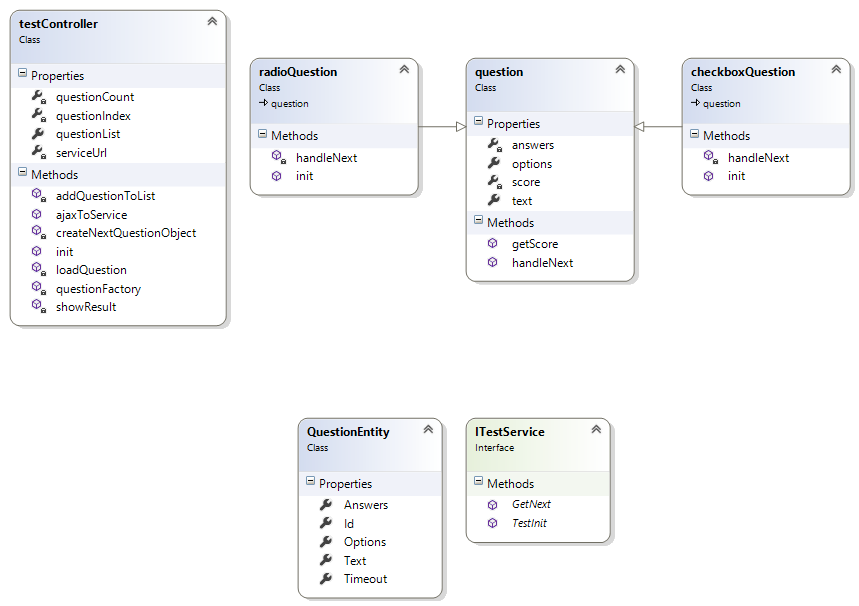 testController
Class
Properties
questionCount
questionIndex
questionList
serviceUrl
Methods
addQuestionToList
ajaxToService
createNextQuestionObject
init
loadQuestion
questionFactory
showResult
radioQuestion
Class
question
Methods
handleNext
init
question
Class
Properties
answers
options
score
text
Methods
getScore
handleNext
checkboxQuestion
Class
question
Methods
handleNext
init
QuestionEntity
Class
Properties
Answers
Id
Options
Text
Timeout
ITestService
Interface
Methods
GetNext
TestInit